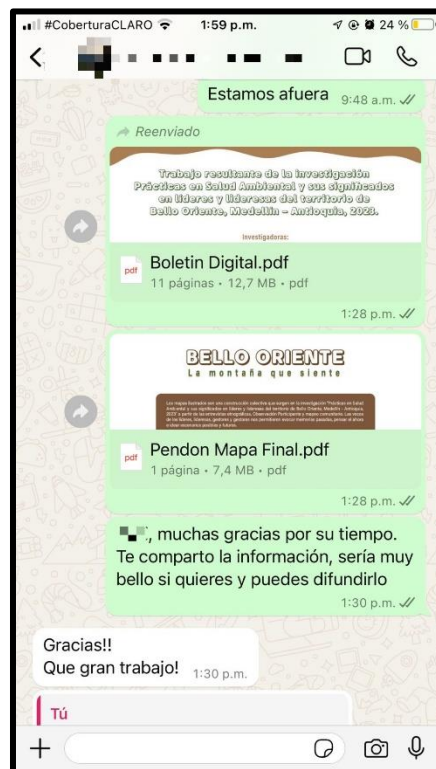 #CoberturaCLARO
1:59 p.m.
24 %
Estamos afuera 9:48 a.m.
Reenviado
Trabajo resultante de la investigación
Prácticas en Salud Ambiental y sus significados
en líderes y lideresas del territorio de
Bello Oriente, Medellín – Antioquia, 2023.
Investigadoras:
pdf
Boletin Digital.pdf
11 páginas • 12,7 MB • pdf
1:28 p.m.
BELLO ORIENTE
La montaña que siente
pdf
Pendon Mapa Final.pdf
1 página • 7,4 MB • pdf
1:28 p.m.
, muchas gracias por su tiempo.
Te comparto la información, sería muy
bello si quieres y puedes difundirlo
1:30 p.m.
Gracias!!
Que gran trabajo! 1:30 p.m.
Tú